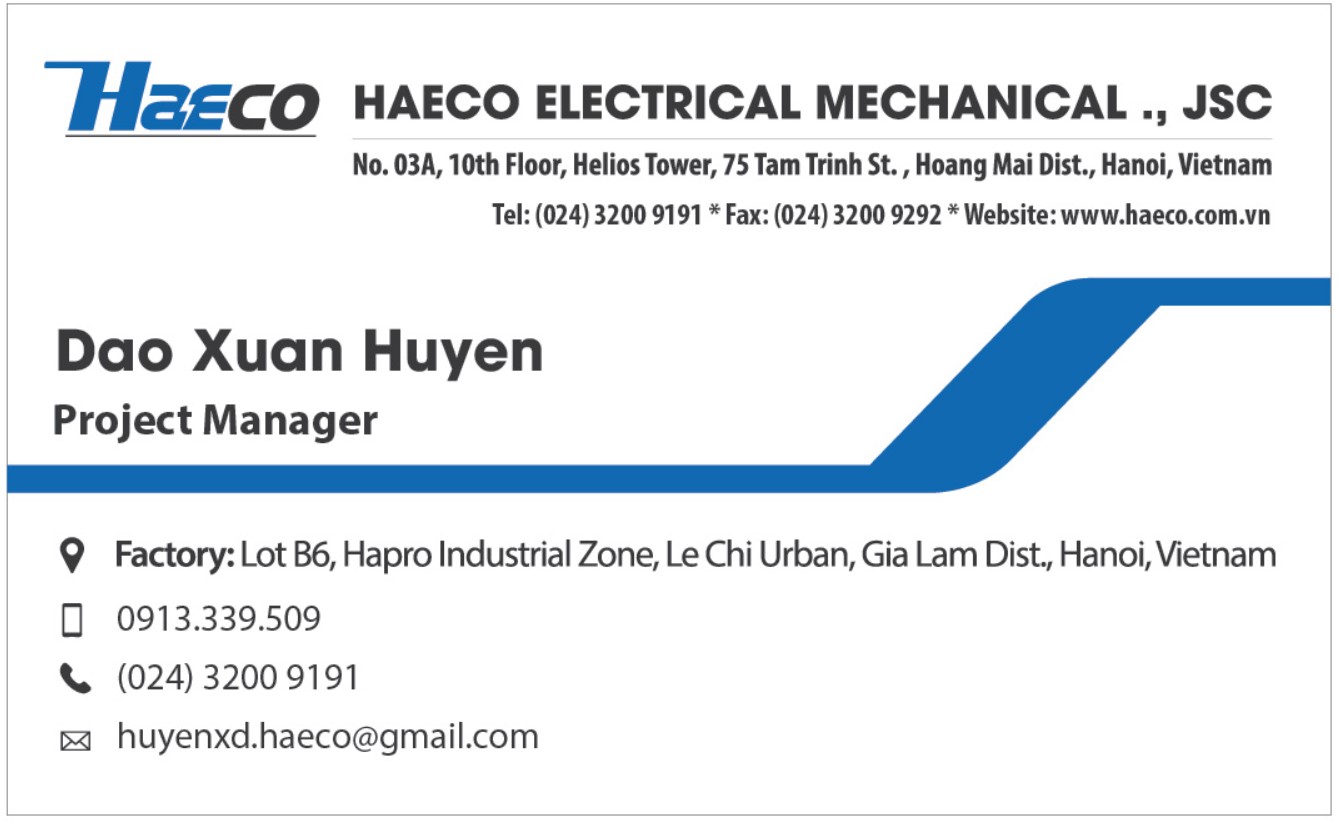 Haeco
HAECO ELECTRICAL MECHANICAL ., JSC
No. 03A, 10th Floor, Helios Tower, 75 Tam Trinh St. , Hoang Mai Dist., Hanoi, Vietnam
Tel: (024) 3200 9191 * Fax: (024) 3200 9292 * Website: www.haeco.com.vn
Dao Xuan Huyen
Project Manager
Factory: Lot B6, Hapro Industrial Zone, Le Chi Urban, Gia Lam Dist., Hanoi, Vietnam
0913.339.509
(024) 3200 9191
huyenxd.haeco@gmail.com